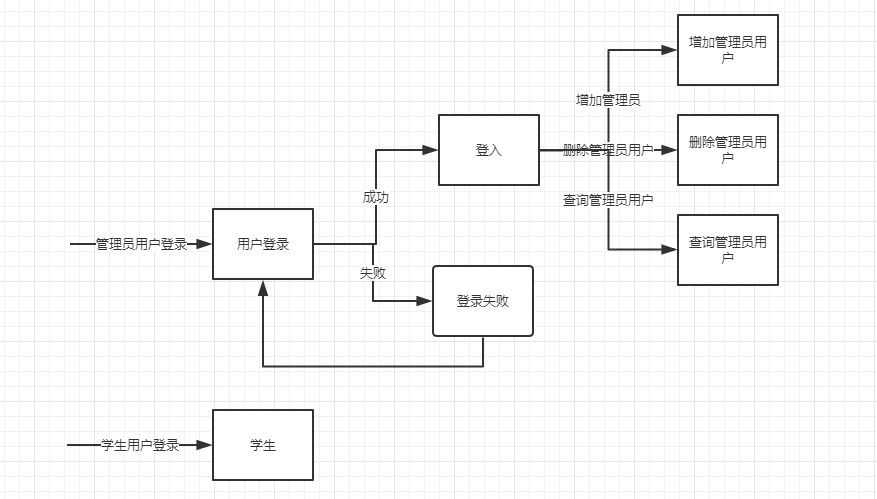 增加管理员用
户
增加管理员
登入
删除管理员用户
删除管理员用
户
成功
查询管理员用户
管理员用户登录
用户登录
查询管理员用
户
失败
登录失败
学生用户登录
学生